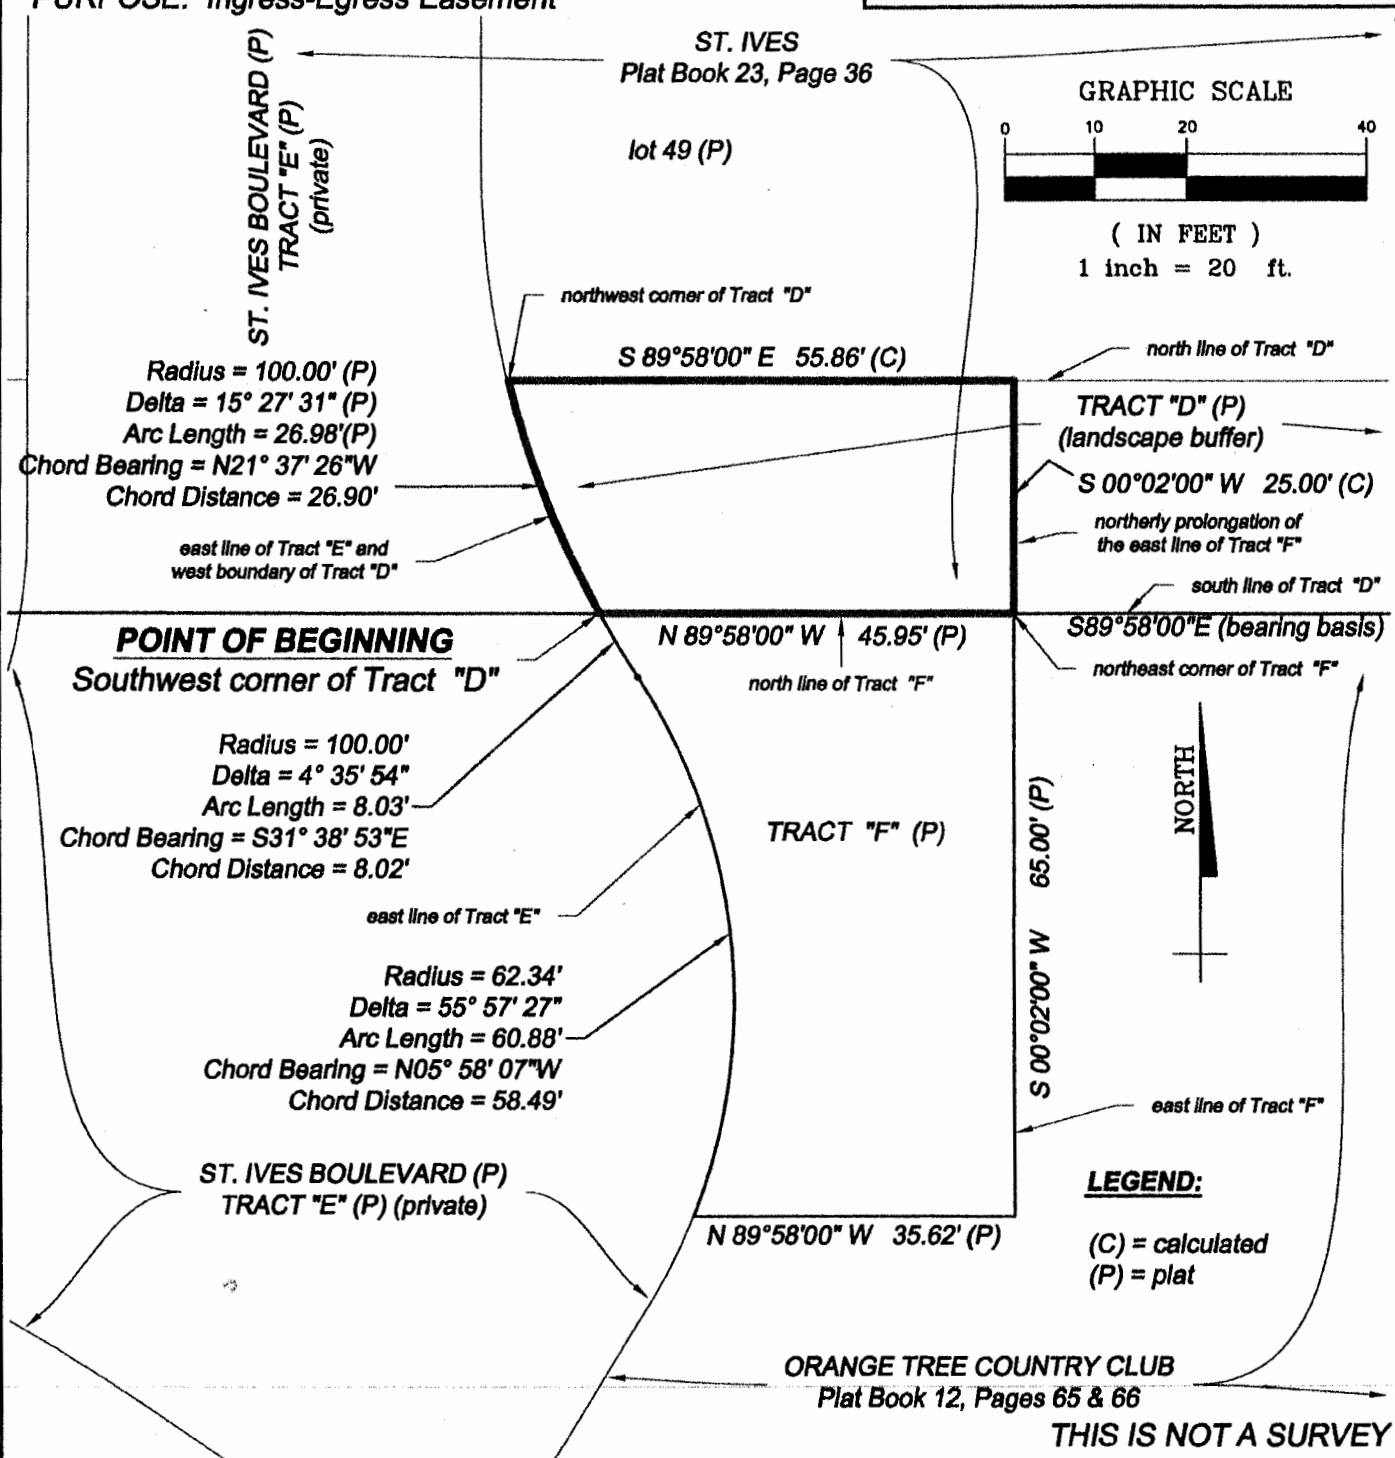 PURPOSE: Ingress-Egress Easement
ST. IVES
Plat Book 23, Page 36
ST. IVES BOULEVARD (P)
TRACT "E" (P)
(private)
lot 49 (P)
GRAPHIC SCALE
0 10 20 40
( IN FEET )
1 inch = 20 ft.
northwest corner of Tract "D"
S 89°58'00" E 55.86' (C)
north line of Tract "D"
Radius = 100.00' (P)
Delta = 15° 27' 31" (P)
Arc Length = 26.98'(P)
Chord Bearing = N21° 37' 26"W
Chord Distance = 26.90'
TRACT "D" (P)
(landscape buffer)
S 00°02'00" W 25.00' (C)
northerly prolongation of
the east line of Tract "F"
east line of Tract "E" and
west boundary of Tract "D"
south line of Tract "D"
S89°58'00"E (bearing basis)
POINT OF BEGINNING
Southwest corner of Tract "D"
N 89°58'00" W 45.95' (P)
north line of Tract "F"
northeast corner of Tract "F"
Radius = 100.00'
Delta = 4° 35' 54"
Arc Length = 8.03'
Chord Bearing = S31° 38' 53"E
Chord Distance = 8.02'
TRACT "F" (P)
S 00°02'00" W 65.00' (P)
NORTH
east line of Tract "E"
Radius = 62.34'
Delta = 55° 57' 27"
Arc Length = 60.88'
Chord Bearing = N05° 58' 07"W
Chord Distance = 58.49'
east line of Tract "F"
ST. IVES BOULEVARD (P)
TRACT "E" (P) (private)
N 89°58'00" W 35.62' (P)
LEGEND:
(C) = calculated
(P) = plat
ORANGE TREE COUNTRY CLUB
Plat Book 12, Pages 65 & 66
THIS IS NOT A SURVEY